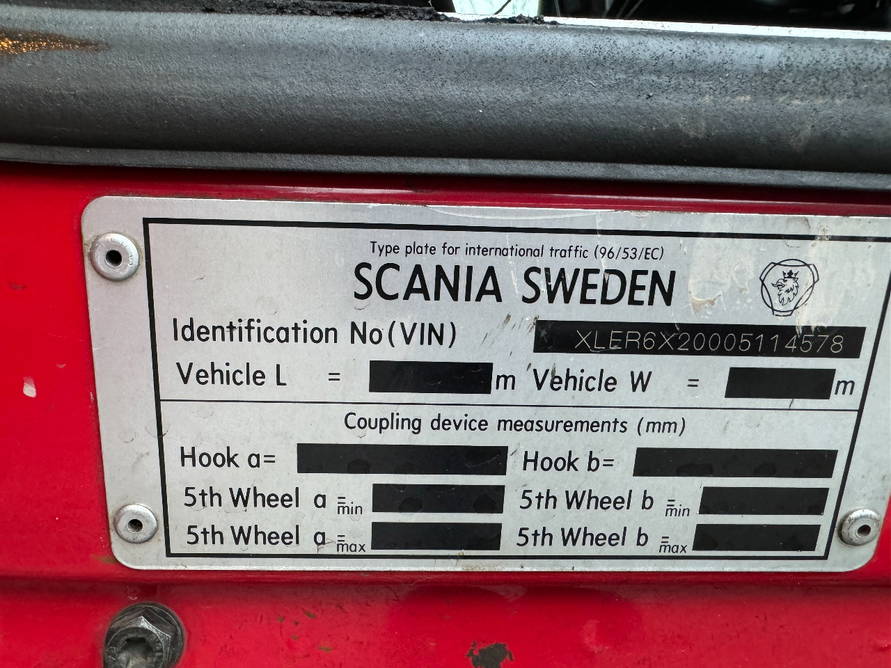 Type plate for international traffic (96/53/EC)
SCANIA SWEDEN
Identification No (VIN) XLER6X20005114578
Vehicle L = m Vehicle W = m
Coupling device measurements (mm)
Hook a= Hook b=
5th Wheel a = min 5th Wheel b = min
5th Wheel a = max 5th Wheel b = max